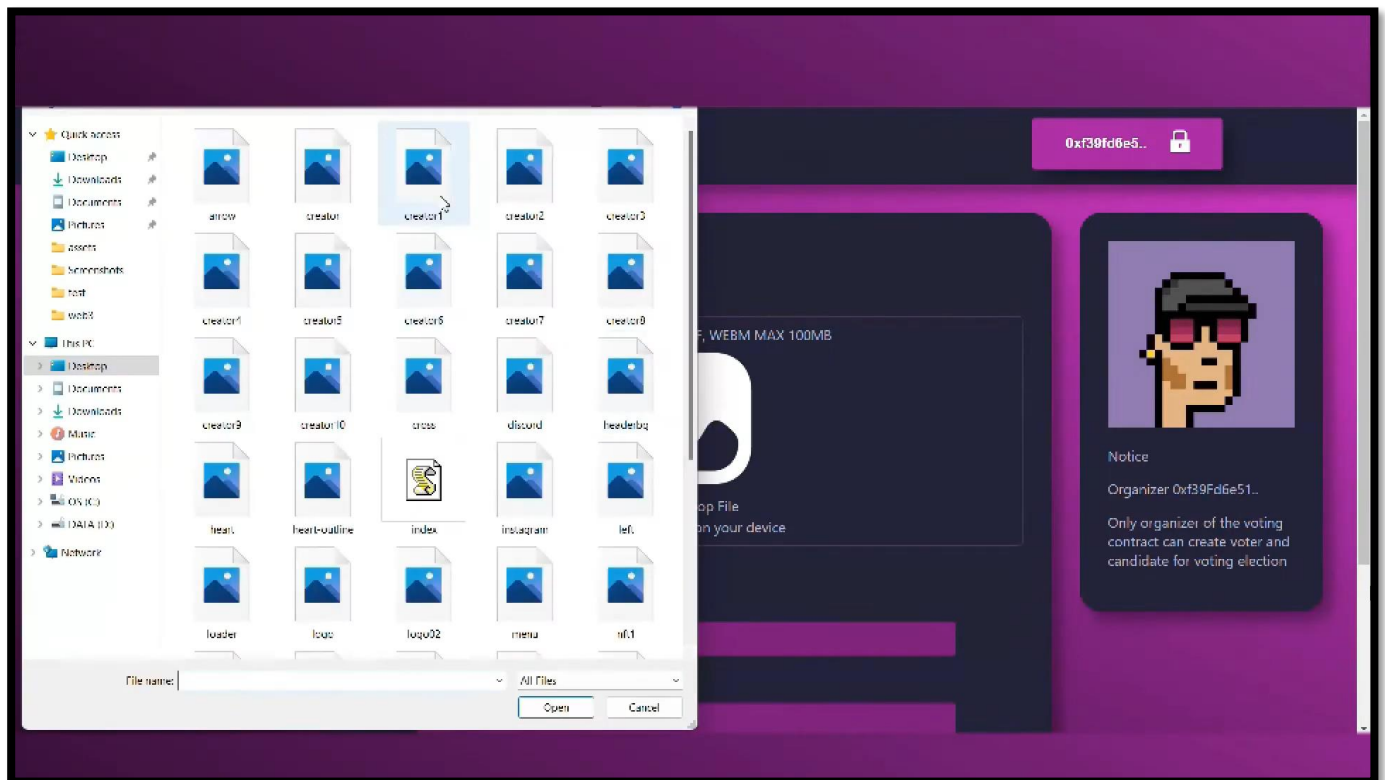 Quick access
Desktop
Downloads
Documents
Pictures
assets
Screenshots
test
web3
This PC
Desktop
Documents
Downloads
Music
Pictures
Videos
OS (C:)
DATA (D:)
Network
arrow creator creator1 creator2 creator3
creator4 creator5 creator6 creator7 creator8
creator9 creator10 cross discord headerbg
heart heart-outline index instagram left
loader logo logo02 menu nft1
File name: All Files
Open Cancel
0xf39fd6e5..
F, WEBM MAX 100MB
op File
on your device
Notice
Organizer 0xf39Fd6e51..
Only organizer of the voting
contract can create voter and
candidate for voting election